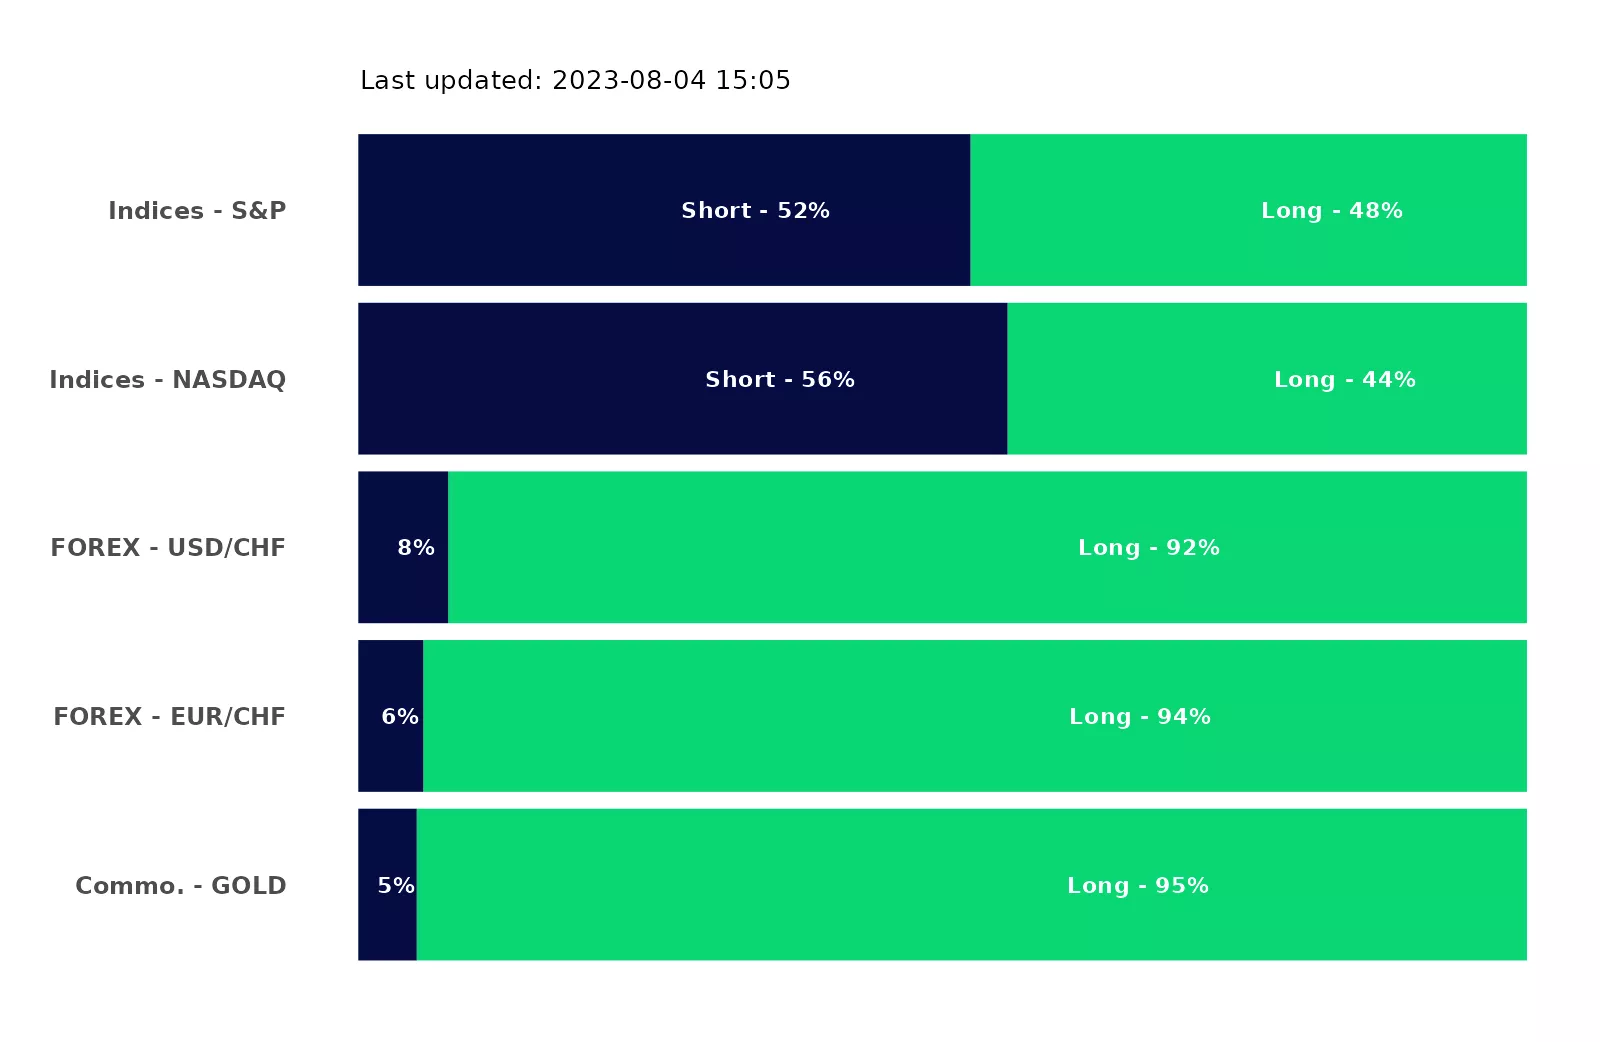 Last updated: 2023-08-04 15:05
Indices - S&P Short - 52% Long - 48%
Indices - NASDAQ Short - 56% Long - 44%
FOREX - USD/CHF 8% Long - 92%
FOREX - EUR/CHF 6% Long - 94%
Commo. - GOLD 5% Long - 95%